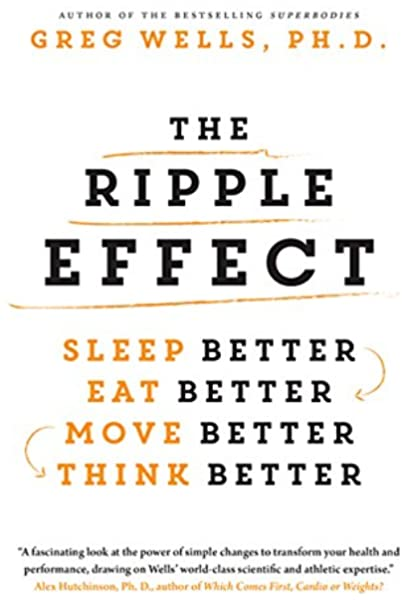 AUTHOR OF THE BESTSELLING SUPERBODIES
GREG WELLS, PH.D.
THE
RIPPLE
EFFECT
SLEEP BETTER
EAT BETTER
MOVE BETTER
THINK BETTER
"A fascinating look at the power of simple changes to transform your health and
performance, drawing on Wells' world-class scientific and athletic expertise."
Alex Hutchinson, Ph. D., author of Which Comes First, Cardio or Weights?